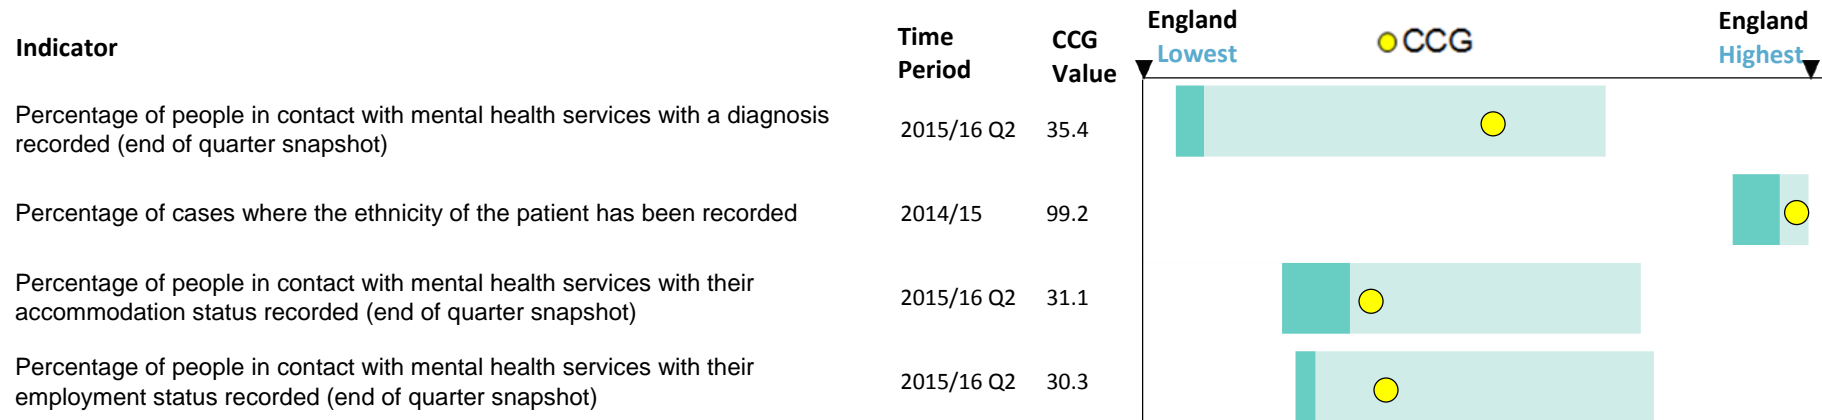 Indicator
Time
Period
CCG
Value
England
Lowest
CCG
England
Highest
Percentage of people in contact with mental health services with a diagnosis
recorded (end of quarter snapshot)
2015/16 Q2
35.4
Percentage of cases where the ethnicity of the patient has been recorded
2014/15
99.2
Percentage of people in contact with mental health services with their
accommodation status recorded (end of quarter snapshot)
2015/16 Q2
31.1
Percentage of people in contact with mental health services with their
employment status recorded (end of quarter snapshot)
2015/16 Q2
30.3